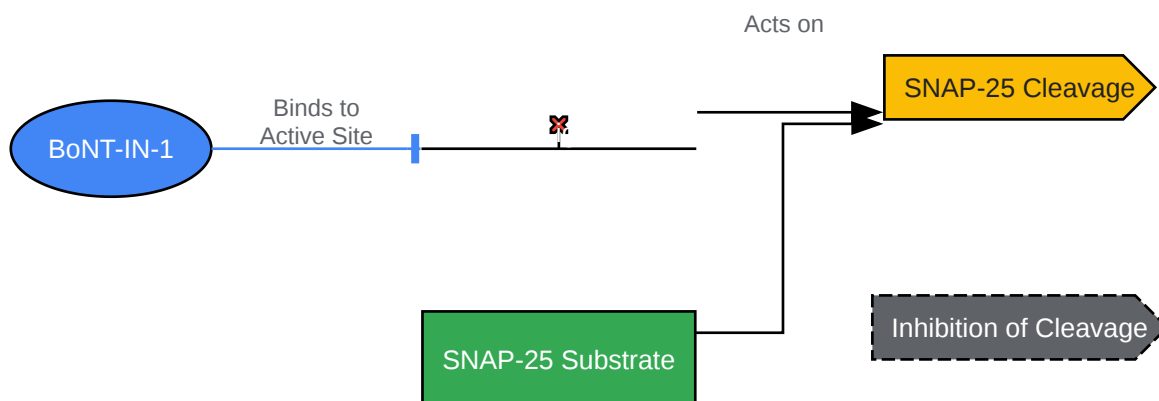 Acts on
SNAP-25 Cleavage
Binds to
Active Site
BoNT-IN-1
Inhibition of Cleavage
SNAP-25 Substrate